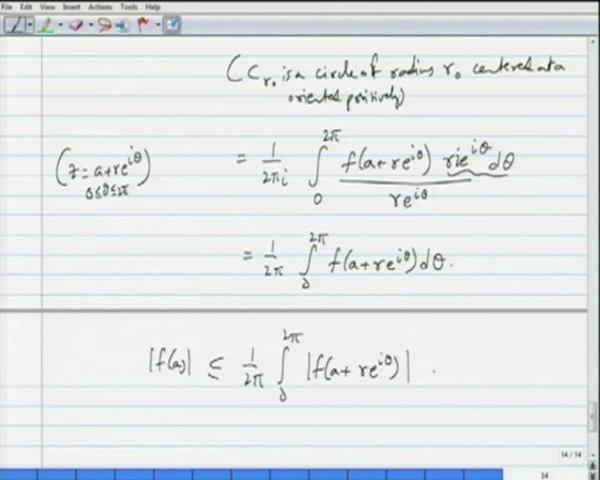 File Edit View Insert Actions Tools Help
(C_{r_0} is a circle of radius r_0 centered at a
oriented positively)
(z = a + re^{iθ}) = 1/2πi ∫_0^{2π} f(a+re^{iθ}) rie^{iθ} dθ / re^{iθ}
0≤θ≤2π
= 1/2π ∫_0^{2π} f(a+re^{iθ}) dθ.
|f(a)| ≤ 1/2π ∫_0^{2π} |f(a+re^{iθ})| .
14 / 14
14